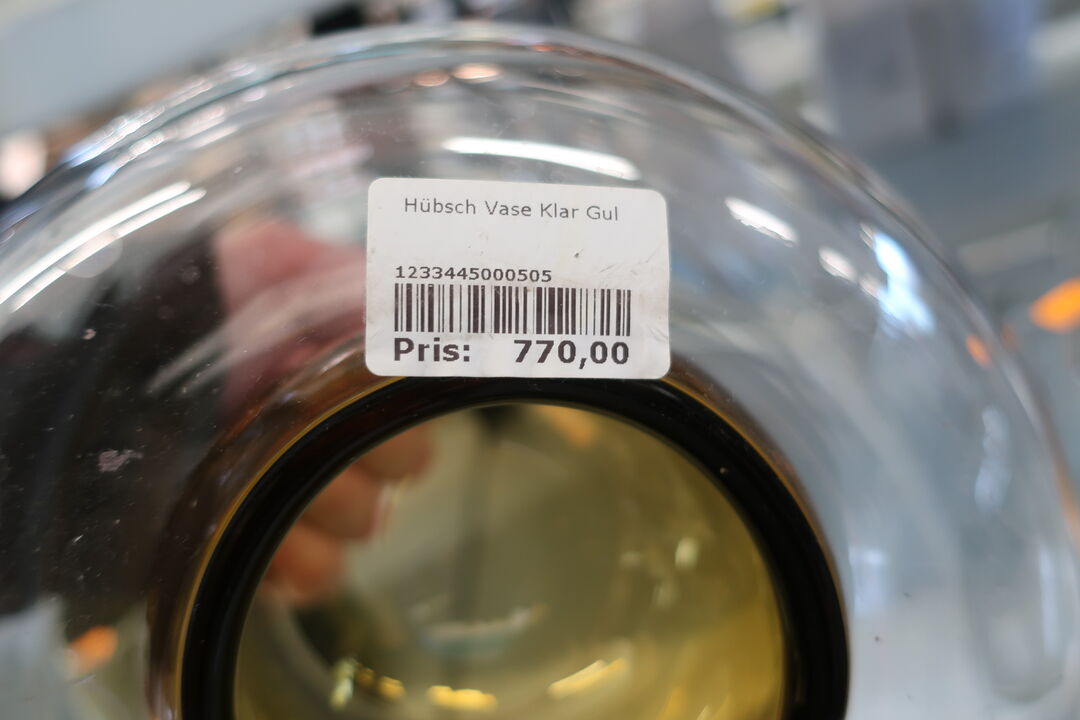 Hübsch Vase Klar Gul
1233445000505
Pris: 770,00